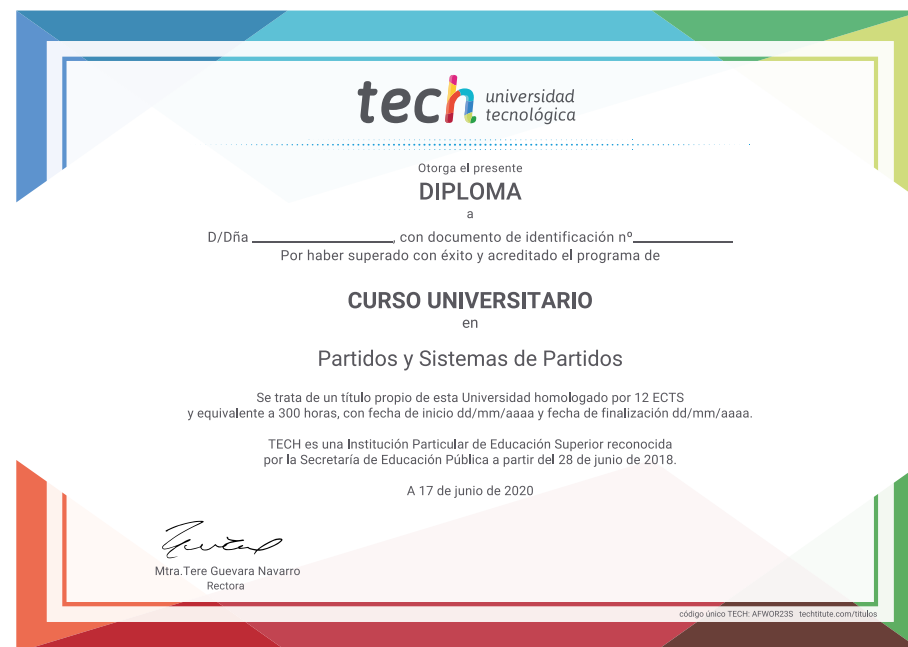 tech universidad
tecnológica
Otorga el presente
DIPLOMA
a
D/Dña ____________________, con documento de identificación nº______________
Por haber superado con éxito y acreditado el programa de
CURSO UNIVERSITARIO
en
Partidos y Sistemas de Partidos
Se trata de un título propio de esta Universidad homologado por 12 ECTS
y equivalente a 300 horas, con fecha de inicio dd/mm/aaaa y fecha de finalización dd/mm/aaaa.
TECH es una Institución Particular de Educación Superior reconocida
por la Secretaría de Educación Pública a partir del 28 de junio de 2018.
A 17 de junio de 2020
Mtra.Tere Guevara Navarro
Rectora
código único TECH: AFWOR23S techtitute.com/titulos